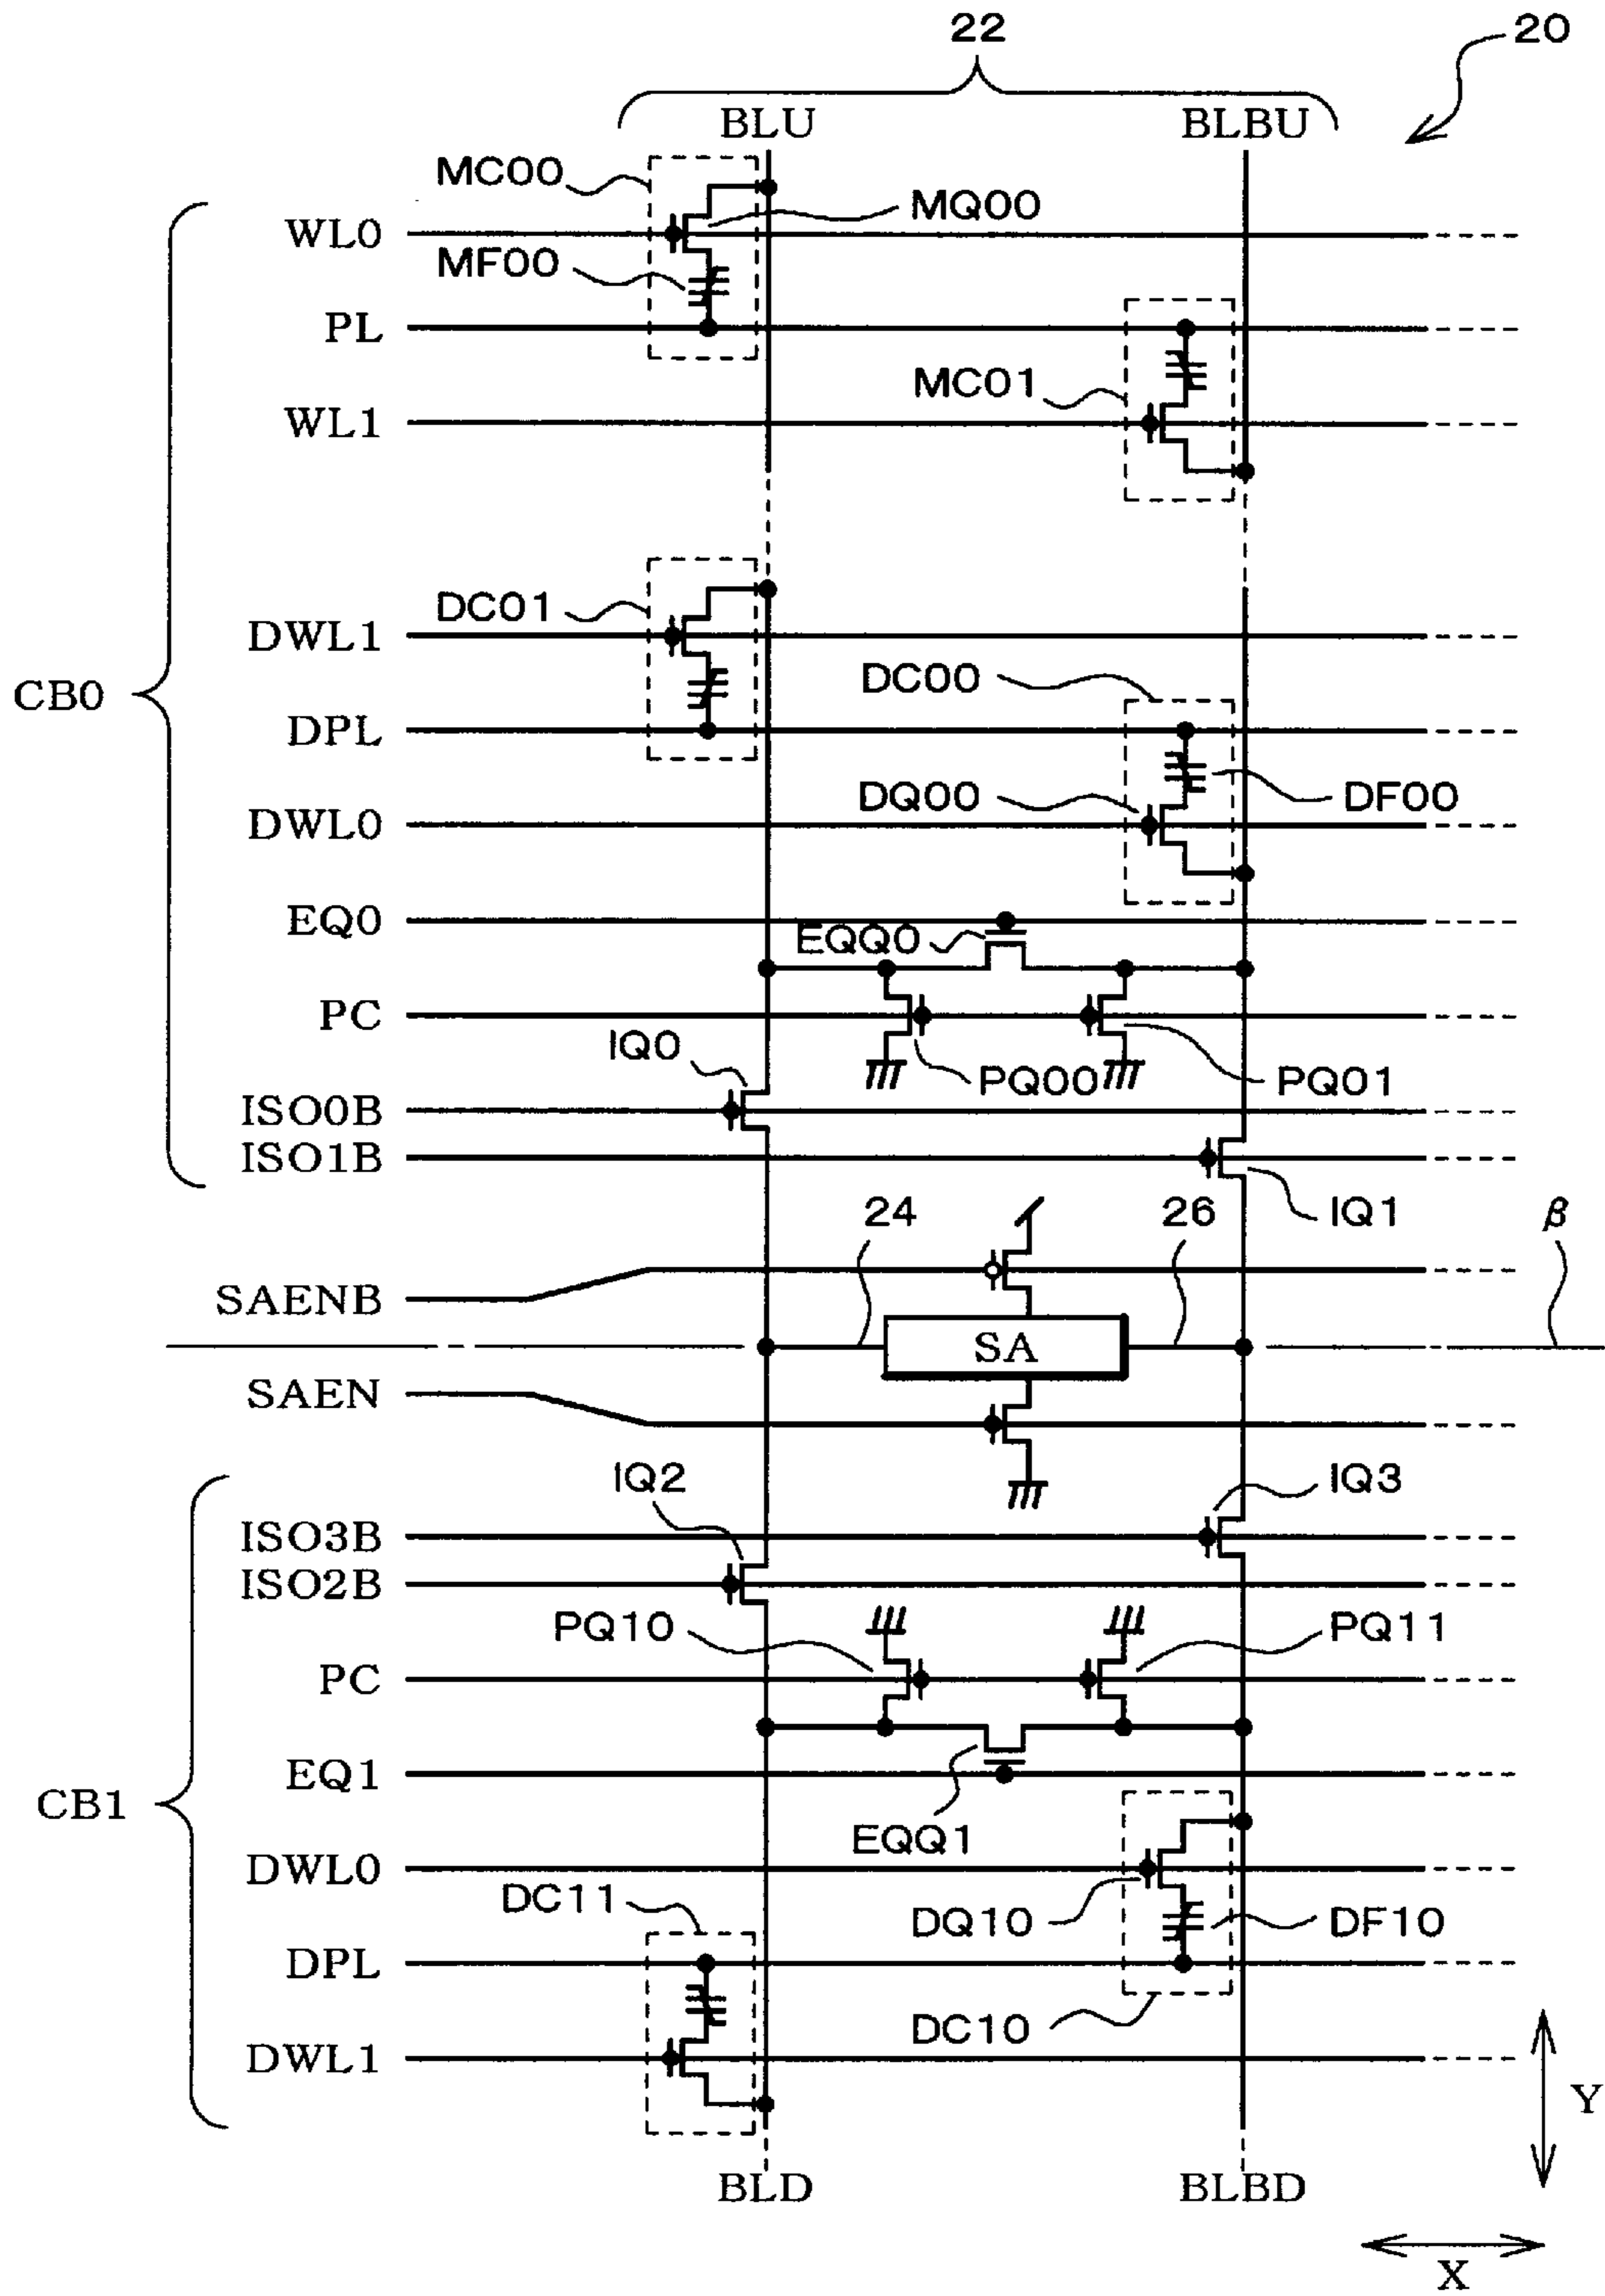 22
20
BLU
BLBU
MC00
MQ00
WL0
MF00
PL
MC01
WL1
DC01
DWL1
DC00
CB0
DPL
DQ00
DF00
DWL0
EQ0
EQQ0
PC
IQ0
PQ00
PQ01
ISO0B
ISO1B
24
26
IQ1
β
SAENB
SA
SAEN
IQ2
IQ3
ISO3B
ISO2B
PQ10
PQ11
PC
EQ1
CB1
EQQ1
DWL0
DC11
DQ10
DF10
DPL
DC10
DWL1
Y
BLD
BLBD
X